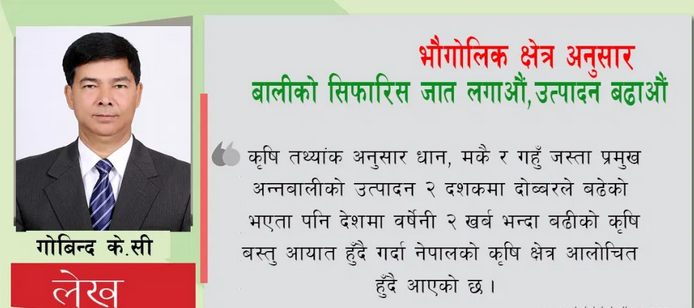 भौगोलिक क्षेत्र अनुसार
बालीको सिफारिस जात लगाऔं,उत्पादन बढाऔं
कृषि तथ्यांक अनुसार धान, मकै र गहुँ जस्ता प्रमुख
अन्नबालीको उत्पादन २ दशकमा दोब्बरले बढेको
भएता पनि देशमा वर्षेनी २ खर्ब भन्दा बढीको कृषि
बस्तु आयात हुँदै गर्दा नेपालको कृषि क्षेत्र आलोचित
हुँदै आएको छ ।
गोबिन्द के.सी
लेख